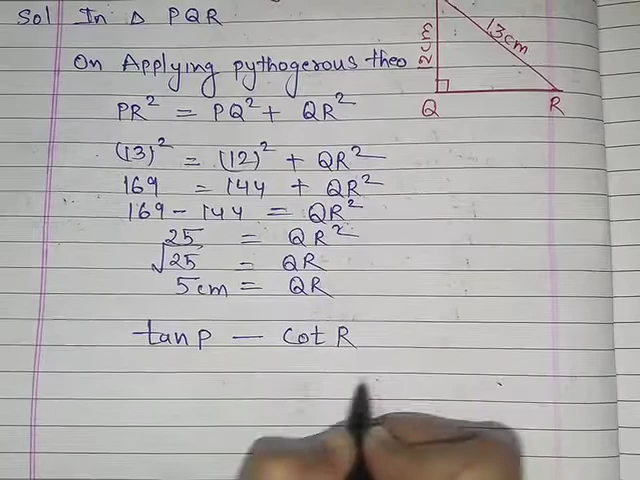 Sol In Δ PQR
13cm
12cm
On Applying pythogerous theo
Q R
PR² = PQ² + QR²
(13)² = (12)² + QR²
169 = 144 + QR²
169 - 144 = QR²
25 = QR²
√25 = QR
5cm = QR
tan P — Cot R